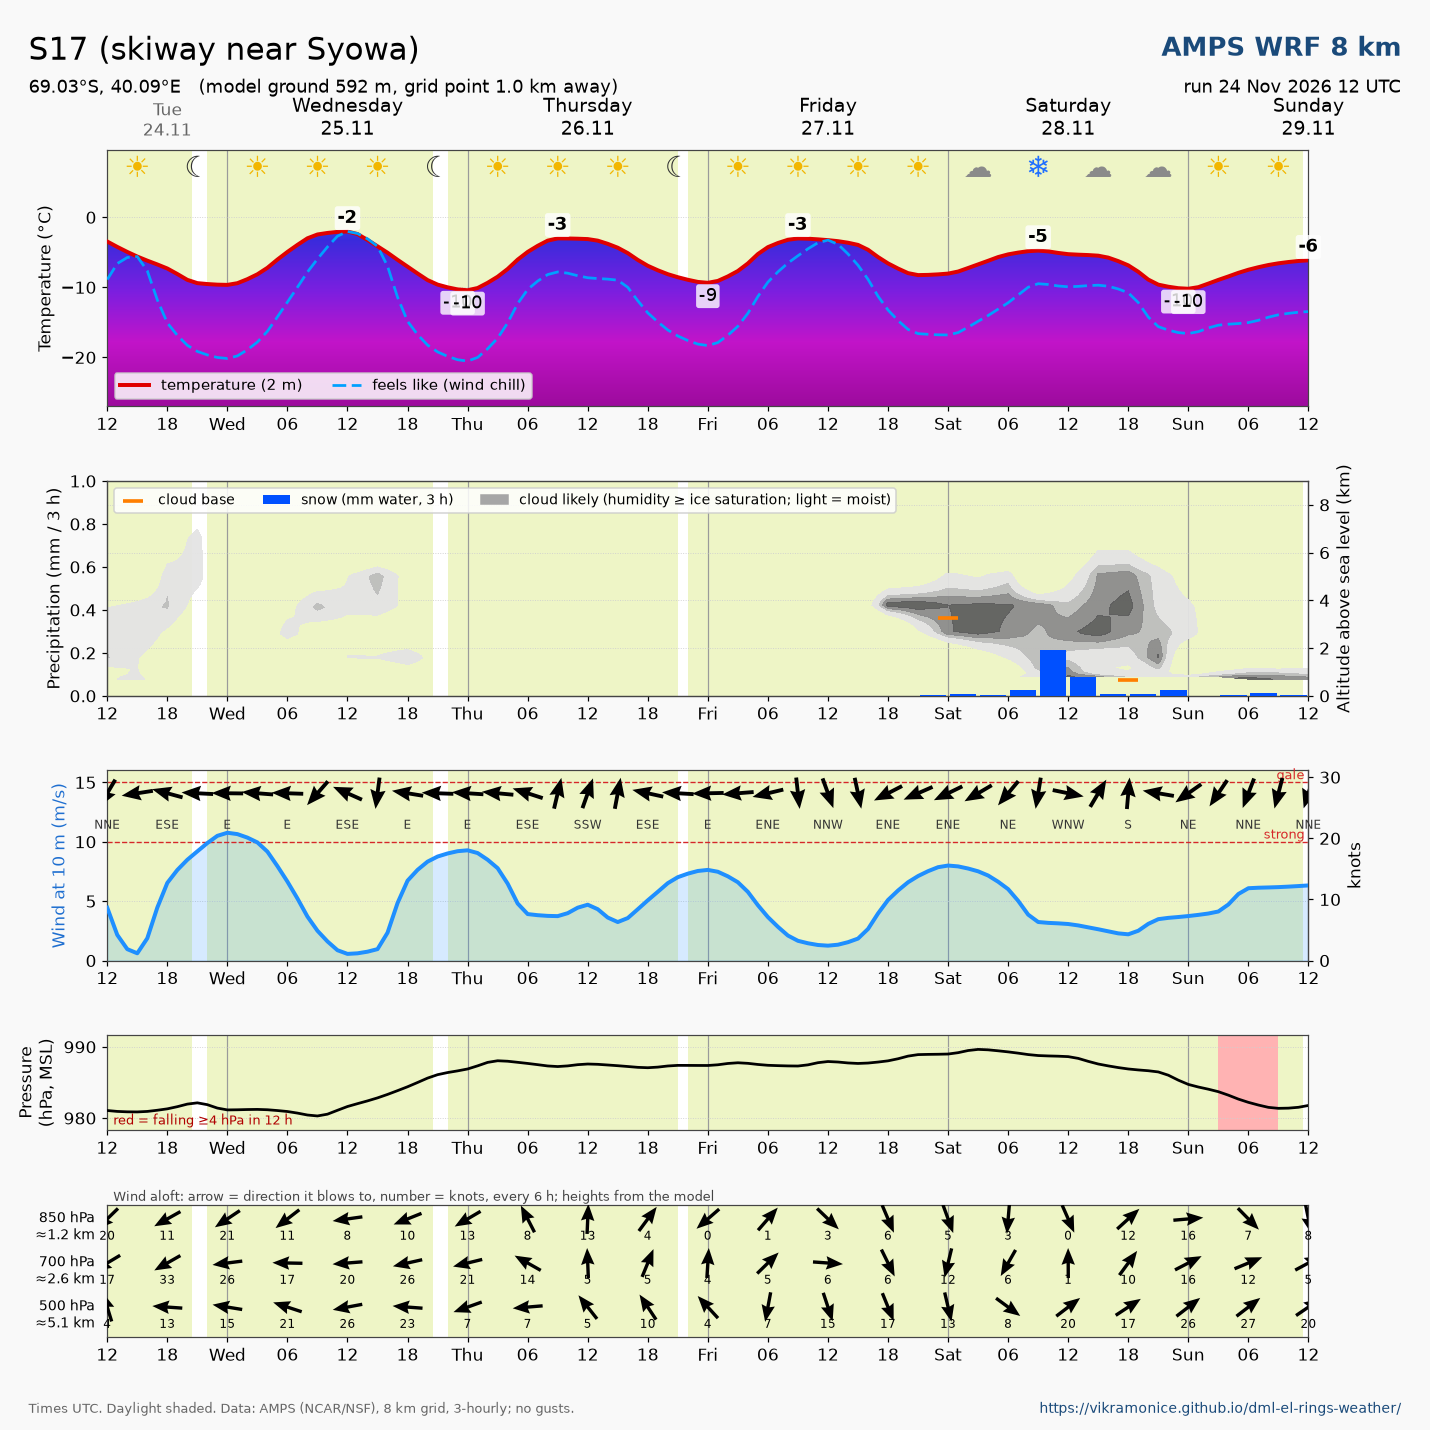 S17 (skiway near Syowa)
AMPS WRF 8 km
69.03°S, 40.09°E (model ground 592 m, grid point 1.0 km away)
run 24 Nov 2026 12 UTC
Tue Wednesday Thursday Friday Saturday Sunday
24.11 25.11 26.11 27.11 28.11 29.11
Temperature (°C)
0
−10
−20
-2 -3 -3 -5 -6
-10 -9 -10
temperature (2 m) feels like (wind chill)
12 18 Wed 06 12 18 Thu 06 12 18 Fri 06 12 18 Sat 06 12 18 Sun 06 12
Precipitation (mm / 3 h)
1.0
0.8
0.6
0.4
0.2
0.0
cloud base snow (mm water, 3 h) cloud likely (humidity ≥ ice saturation; light = moist)
8
6
4
2
0
Altitude above sea level (km)
12 18 Wed 06 12 18 Thu 06 12 18 Fri 06 12 18 Sat 06 12 18 Sun 06 12
Wind at 10 m (m/s)
15
10
5
0
gale
NNE ESE E E ESE E E ESE SSW ESE E ENE NNW ENE ENE NE WNW S NE NNE NNE
strong
30
20
10
0
knots
12 18 Wed 06 12 18 Thu 06 12 18 Fri 06 12 18 Sat 06 12 18 Sun 06 12
Pressure
(hPa, MSL)
990
980
red = falling ≥4 hPa in 12 h
12 18 Wed 06 12 18 Thu 06 12 18 Fri 06 12 18 Sat 06 12 18 Sun 06 12
Wind aloft: arrow = direction it blows to, number = knots, every 6 h; heights from the model
850 hPa
≈1.2 km 20 11 21 11 8 10 13 8 13 4 0 1 3 6 5 3 0 12 16 7 8
700 hPa
≈2.6 km 17 33 26 17 20 26 21 14 5 5 4 5 6 6 12 6 1 10 16 12 5
500 hPa
≈5.1 km 4 13 15 21 26 23 7 7 5 10 4 7 15 17 13 8 20 17 26 27 20
12 18 Wed 06 12 18 Thu 06 12 18 Fri 06 12 18 Sat 06 12 18 Sun 06 12
Times UTC. Daylight shaded. Data: AMPS (NCAR/NSF), 8 km grid, 3-hourly; no gusts.
https://vikramonice.github.io/dml-el-rings-weather/